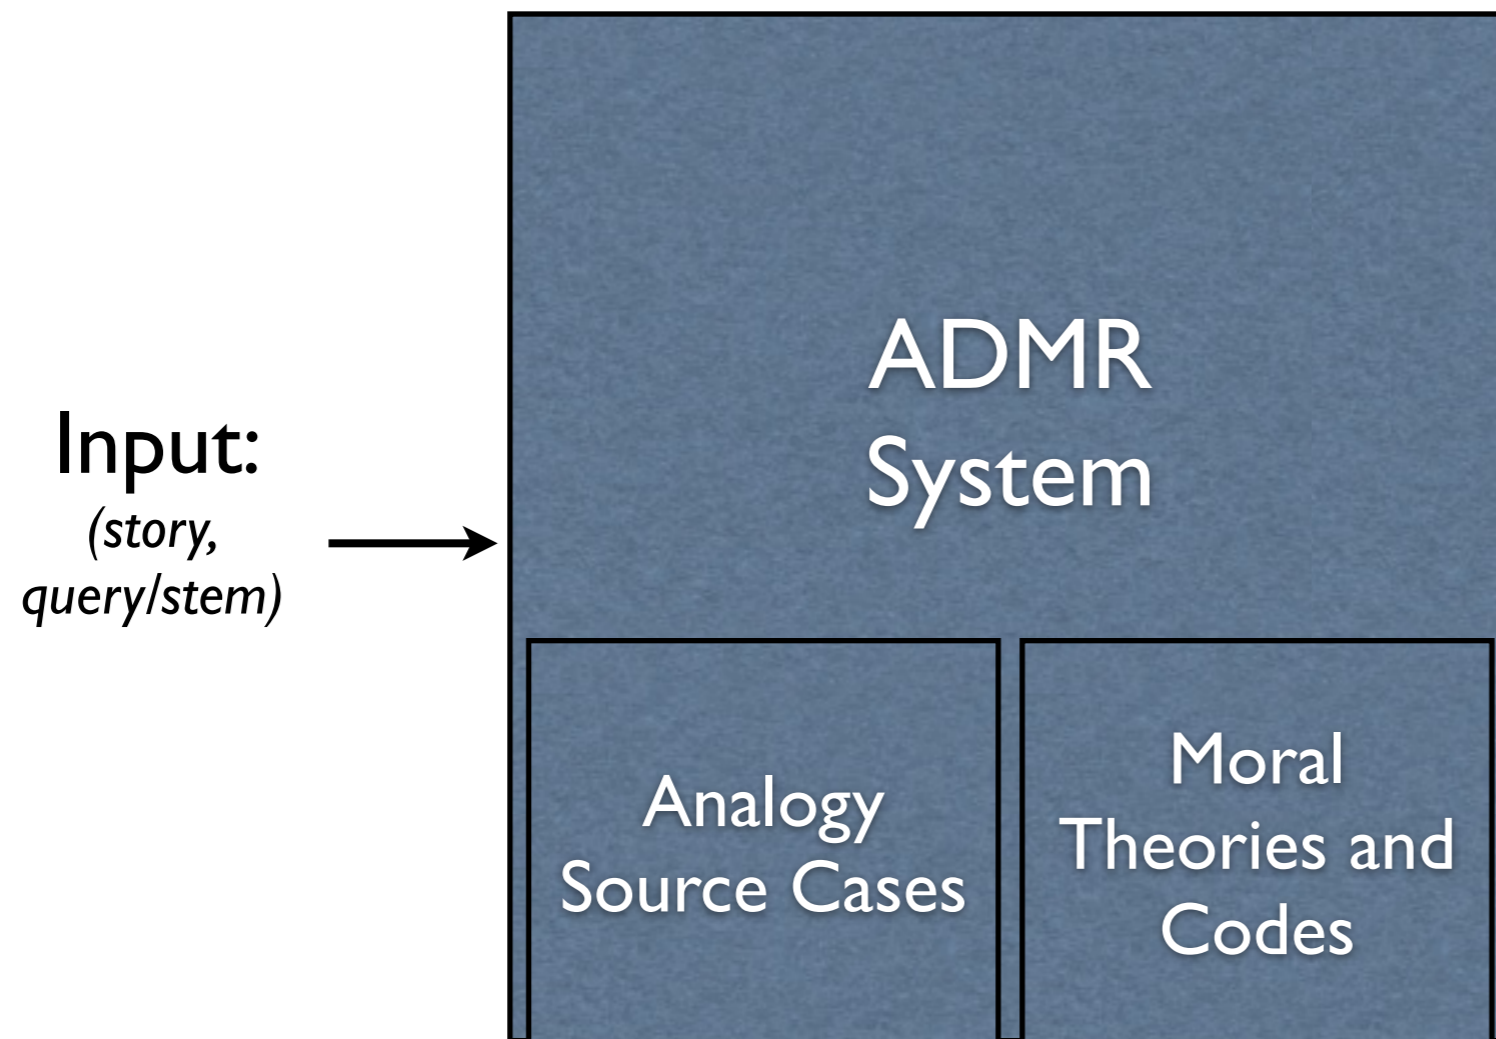 Input:
(story,
query/stem)
ADMR
System
Analogy
Source Cases
Moral
Theories and
Codes